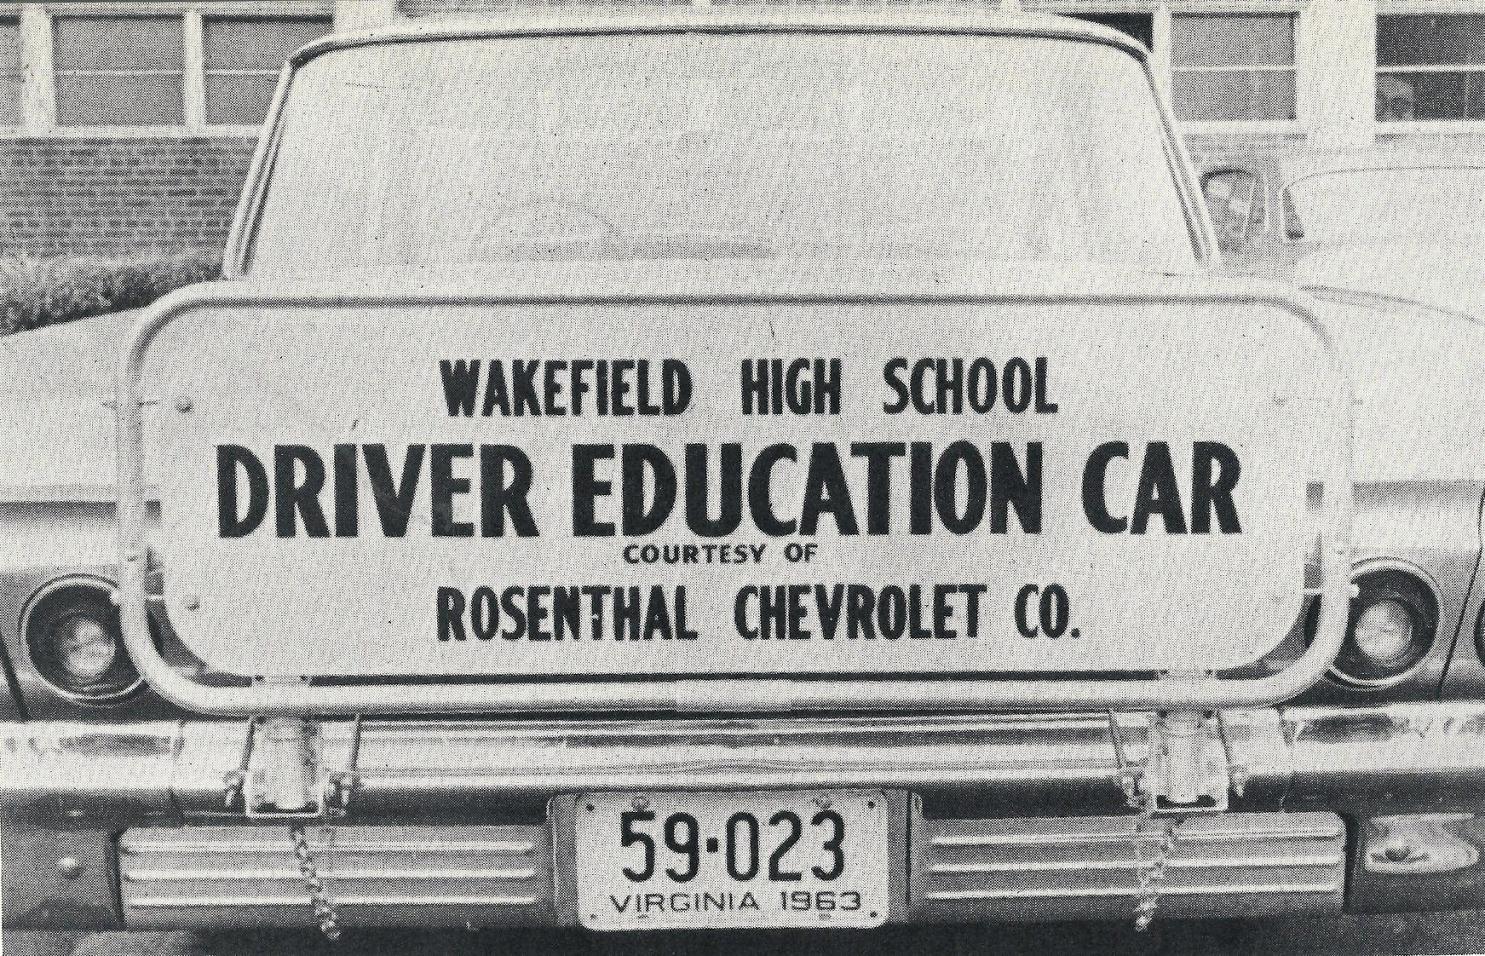 WAKEFIELD HIGH SCHOOL
DRIVER EDUCATION CAR
COURTESY OF
ROSENTHAL CHEVROLET CO.
59·023
VIRGINIA 1963